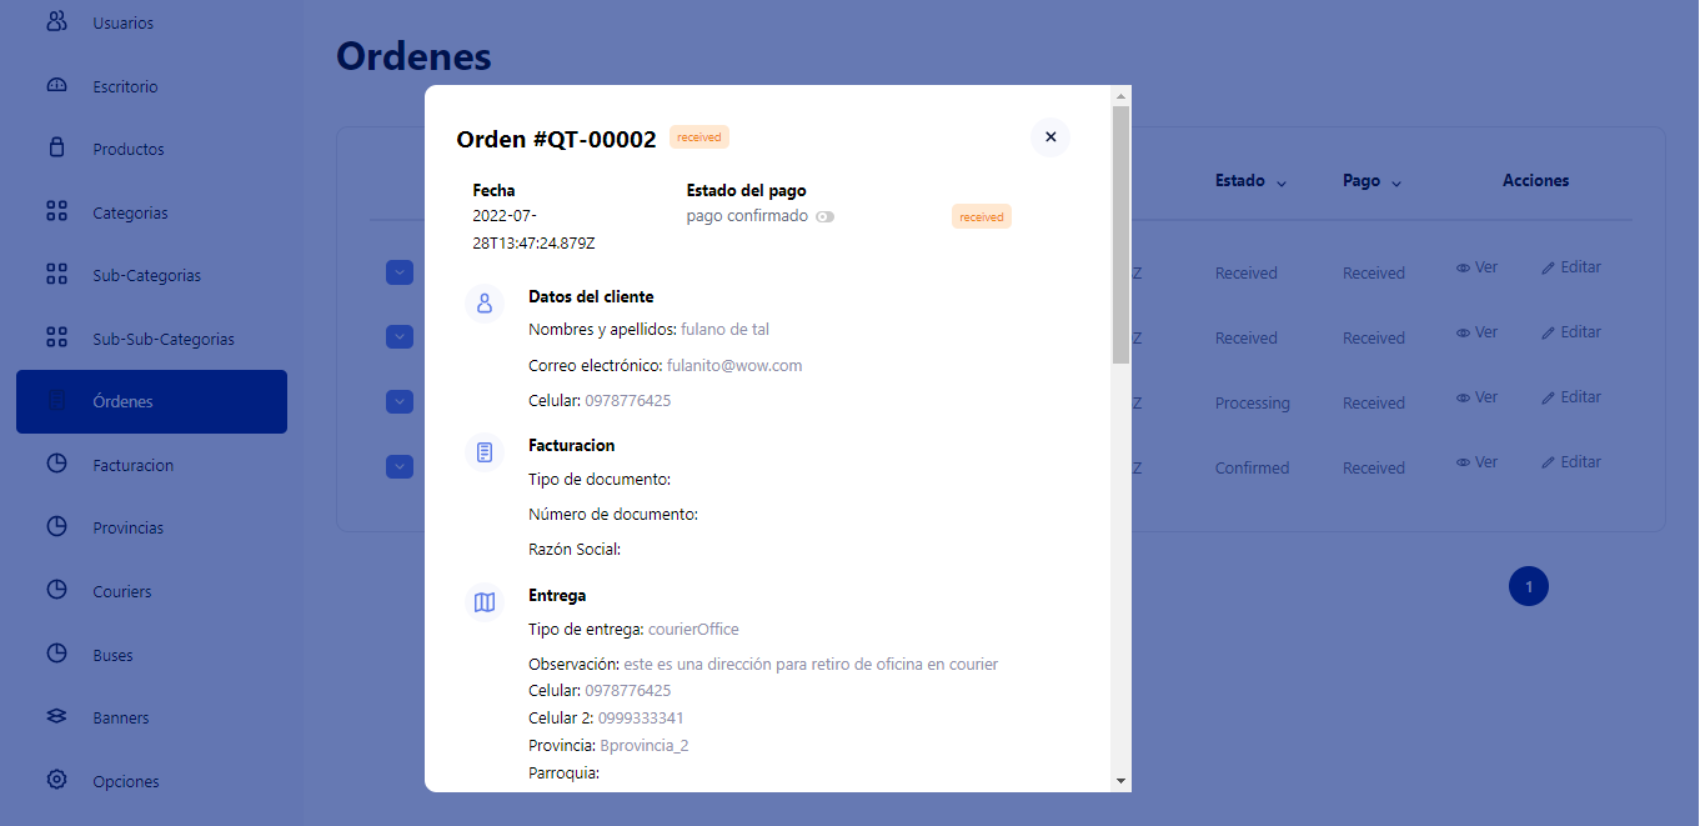 Usuarios
Escritorio
Productos
Categorias
Sub-Categorias
Sub-Sub-Categorias
Órdenes
Facturacion
Provincias
Couriers
Buses
Banners
Opciones
Ordenes
Estado Pago Acciones
Z Received Received Ver Editar
Z Received Received Ver Editar
Z Processing Received Ver Editar
Z Confirmed Received Ver Editar
1
Orden #QT-00002 received
Fecha
2022-07-
28T13:47:24.879Z
Estado del pago
pago confirmado
received
Datos del cliente
Nombres y apellidos: fulano de tal
Correo electrónico: fulanito@wow.com
Celular: 0978776425
Facturacion
Tipo de documento:
Número de documento:
Razón Social:
Entrega
Tipo de entrega: courierOffice
Observación: este es una dirección para retiro de oficina en courier
Celular: 0978776425
Celular 2: 0999333341
Provincia: Bprovincia_2
Parroquia: